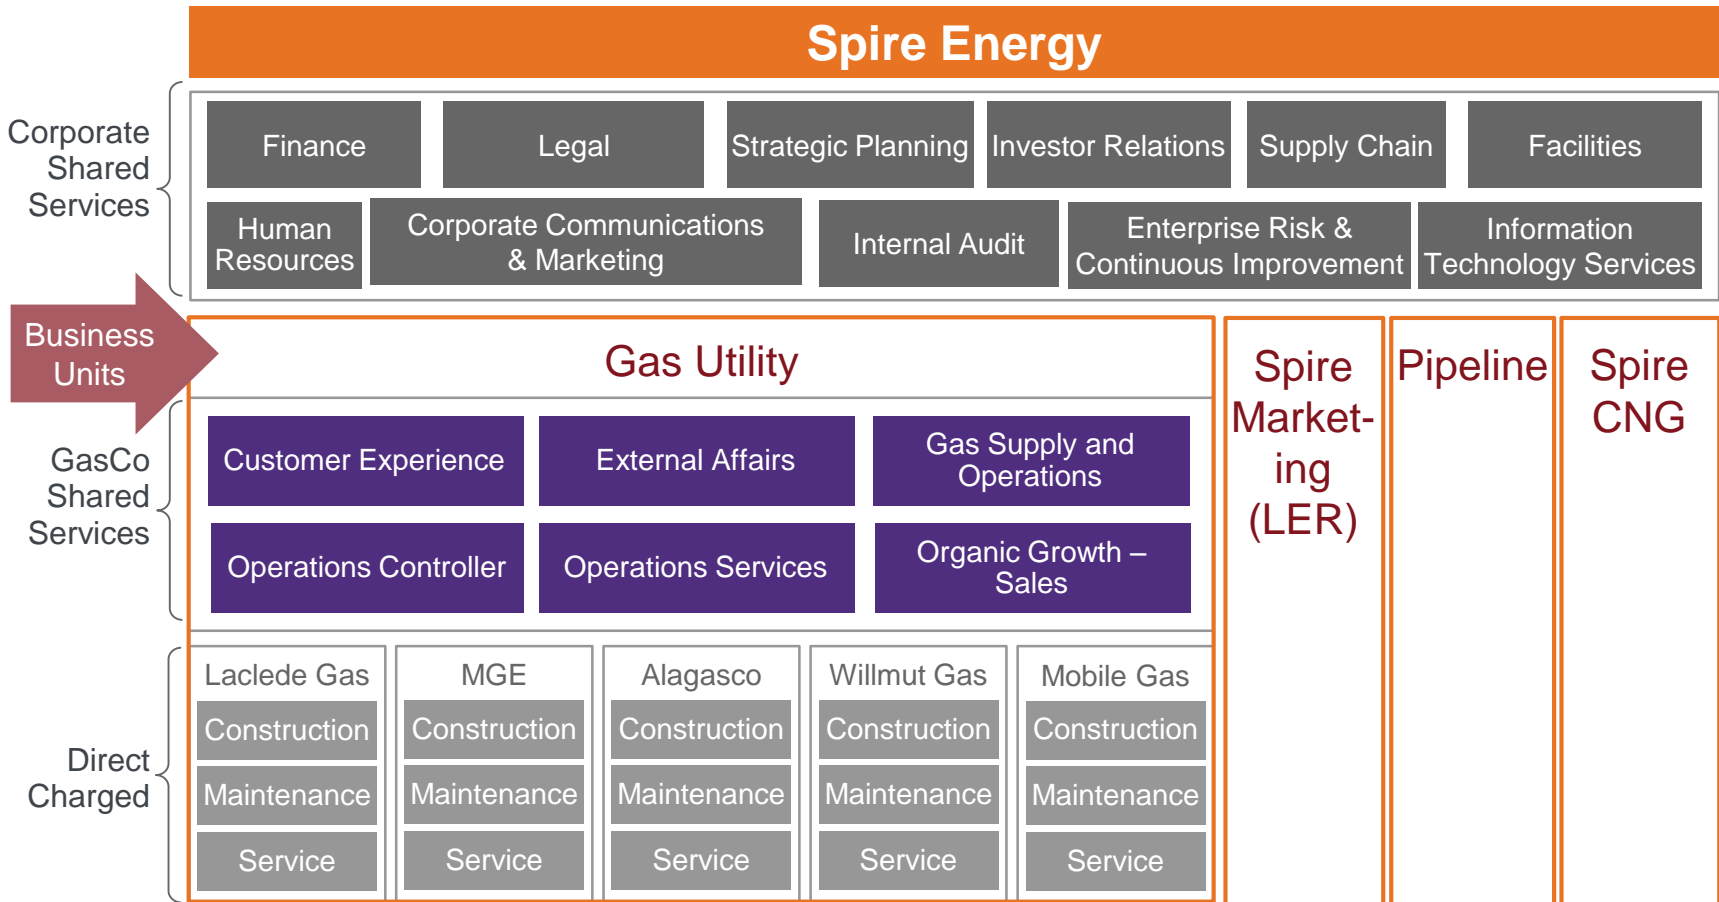 Spire Energy
Corporate
Shared
Services
Finance
Legal
Strategic Planning
Investor Relations
Supply Chain
Facilities
Human
Resources
Corporate Communications
& Marketing
Internal Audit
Enterprise Risk &
Continuous Improvement
Information
Technology Services
Business
Units
Gas Utility
Spire
Market-
ing
(LER)
Pipeline
Spire
CNG
GasCo
Shared
Services
Customer Experience
External Affairs
Gas Supply and
Operations
Operations Controller
Operations Services
Organic Growth –
Sales
Direct
Charged
Laclede Gas
Construction
Maintenance
Service
MGE
Construction
Maintenance
Service
Alagasco
Construction
Maintenance
Service
Willmut Gas
Construction
Maintenance
Service
Mobile Gas
Construction
Maintenance
Service